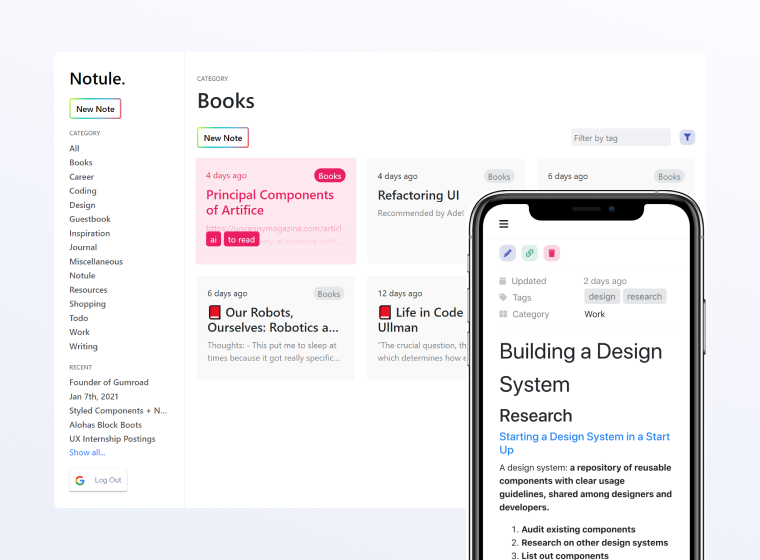 Notule.
New Note
CATEGORY
All
Books
Career
Coding
Design
Guestbook
Inspiration
Journal
Miscellaneous
Notule
Resources
Shopping
Todo
Work
Writing
RECENT
Founder of Gumroad
Jan 7th, 2021
Styled Components + N...
Alohas Block Boots
UX Internship Postings
Show all...
Log Out
CATEGORY
Books
New Note
Filter by tag
4 days ago
Books
Principal Components
of Artifice
https://uncannymagazine.com/articl
ai
to read
4 days ago
Books
Refactoring UI
Recommended by Ade!
6 days ago
Books
6 days ago
Books
Our Robots,
Ourselves: Robotics a...
Thoughts: - This put me to sleep at
times because it got really specific...
12 days ago
Life in Code
Ullman
"The crucial question, th
which determines how
Updated
2 days ago
Tags
design
research
Category
Work
Building a Design
System
Research
Starting a Design System in a Start
Up
A design system: a repository of reusable
components with clear usage
guidelines, shared among designers and
developers.
1. Audit existing components
2. Research on other design systems
3. List out components